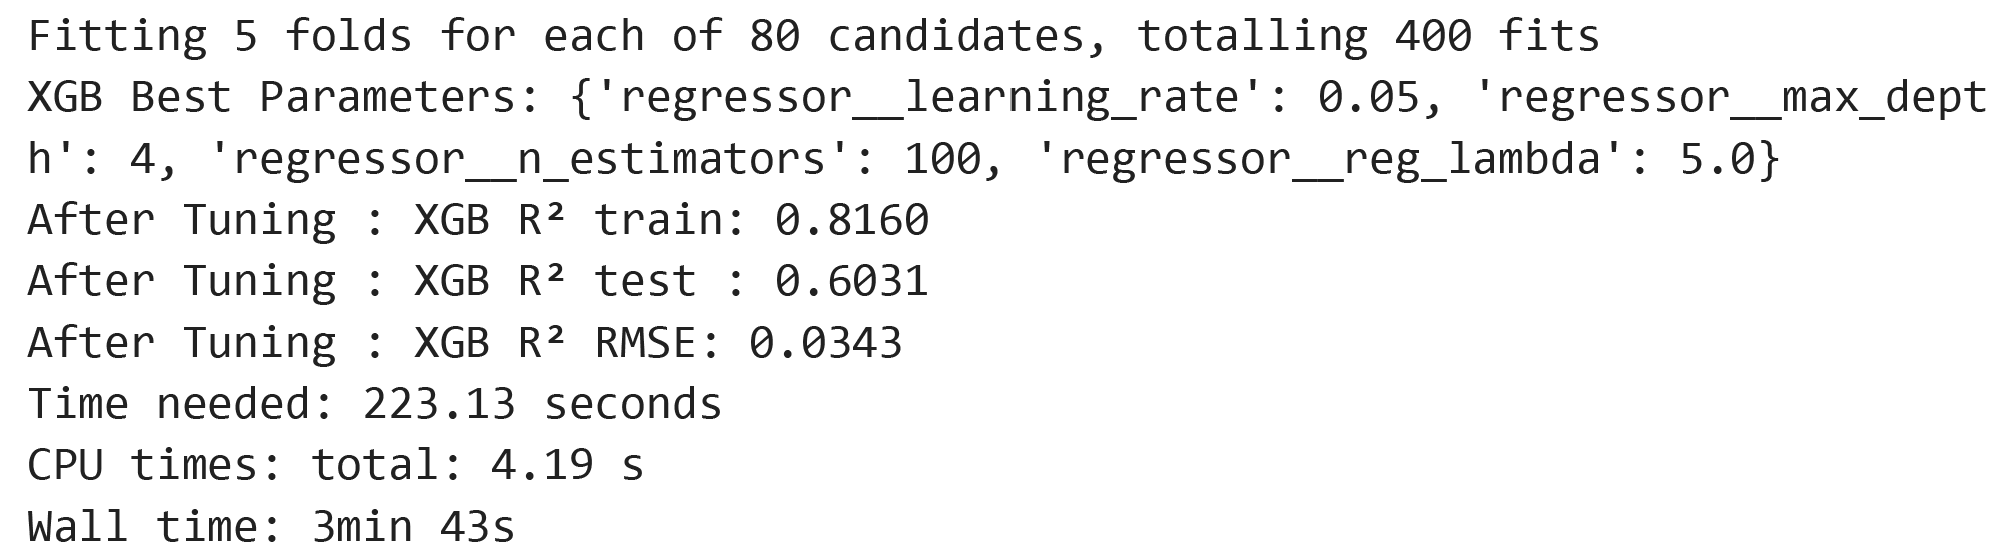 Fitting 5 folds for each of 80 candidates, totalling 400 fits
XGB Best Parameters: {'regressor__learning_rate': 0.05, 'regressor__max_dept
h': 4, 'regressor__n_estimators': 100, 'regressor__reg_lambda': 5.0}
After Tuning : XGB R² train: 0.8160
After Tuning : XGB R² test : 0.6031
After Tuning : XGB R² RMSE: 0.0343
Time needed: 223.13 seconds
CPU times: total: 4.19 s
Wall time: 3min 43s